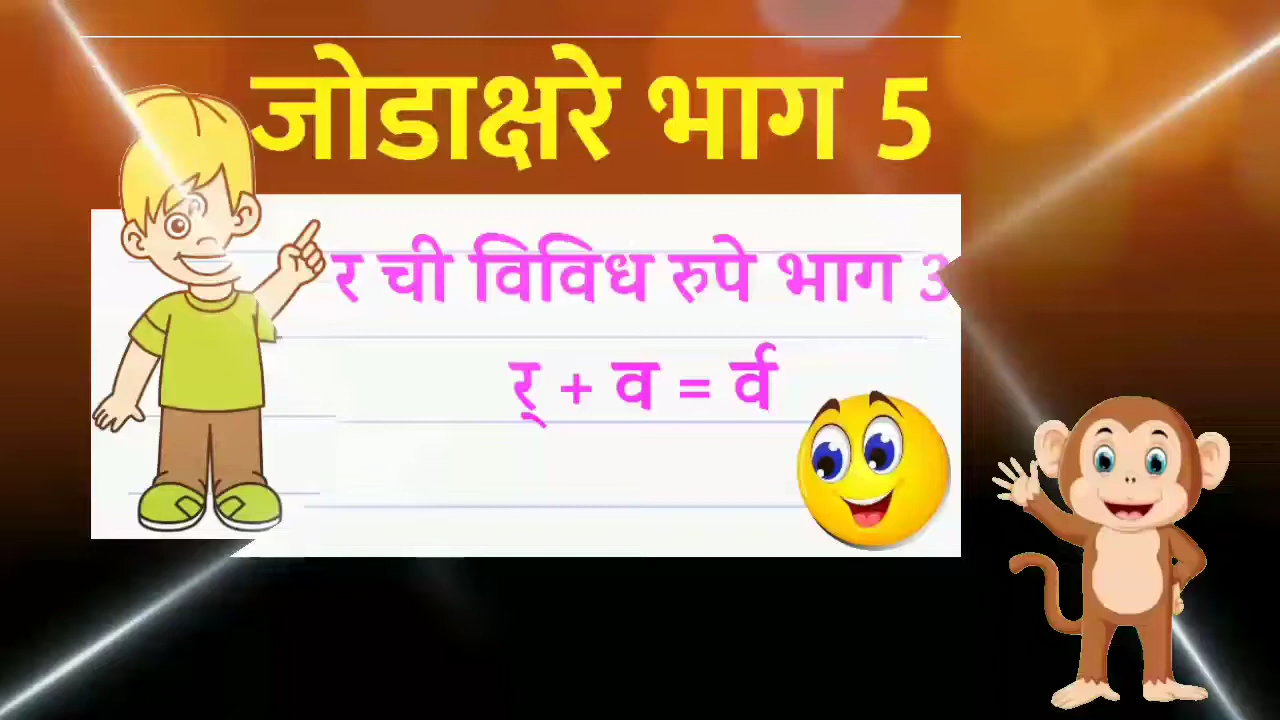 जोडाक्षरे भाग 5
र ची विविध रुपे भाग 3
र् + व = र्व